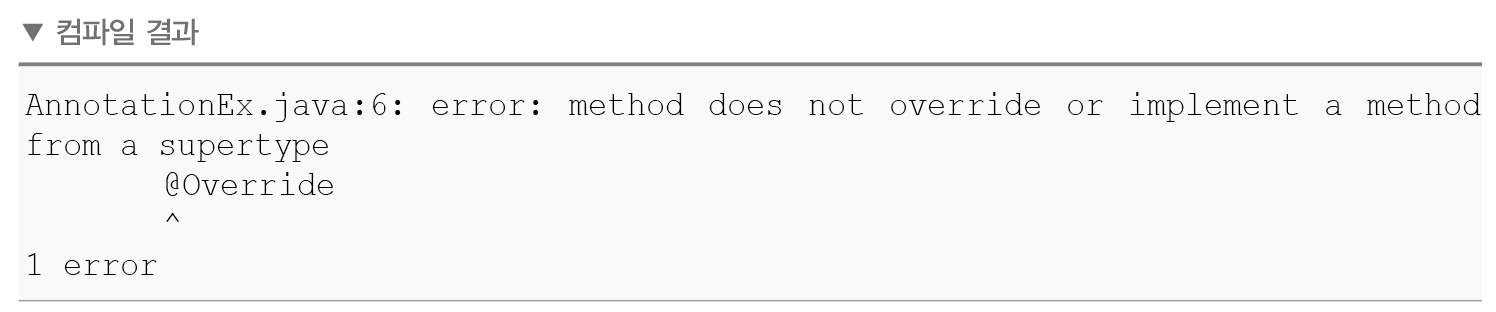 ▼ 컴파일 결과
AnnotationEx.java:6: error: method does not override or implement a method
from a supertype
@Override
^
1 error